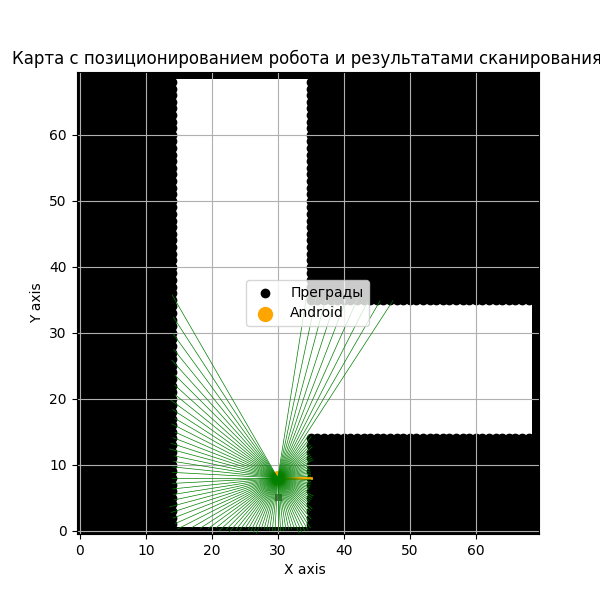 Карта с позиционированием робота и результатами сканирования
60
50
40
30
20
10
0
Y axis
Преграды
Android
0 10 20 30 40 50 60
X axis